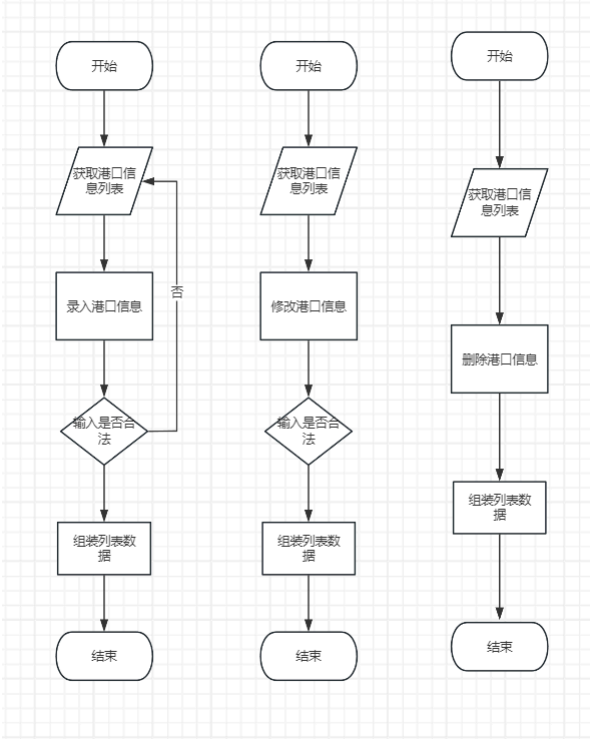 开始
获取港口信
息列表
录入港口信息
否
输入是否合
法
组装列表数
据
结束
开始
获取港口信
息列表
修改港口信息
输入是否合
法
组装列表数
据
结束
开始
获取港口信
息列表
删除港口信息
组装列表数
据
结束